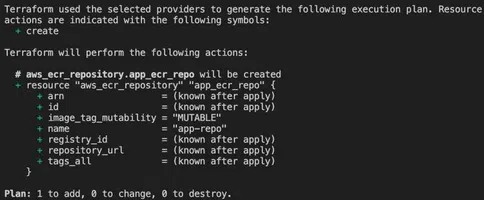 Terraform used the selected providers to generate the following execution plan. Resource
actions are indicated with the following symbols:
  + create

Terraform will perform the following actions:

  # aws_ecr_repository.app_ecr_repo will be created
  + resource "aws_ecr_repository" "app_ecr_repo" {
      + arn                  = (known after apply)
      + id                   = (known after apply)
      + image_tag_mutability = "MUTABLE"
      + name                 = "app-repo"
      + registry_id          = (known after apply)
      + repository_url       = (known after apply)
      + tags_all             = (known after apply)
    }

Plan: 1 to add, 0 to change, 0 to destroy.